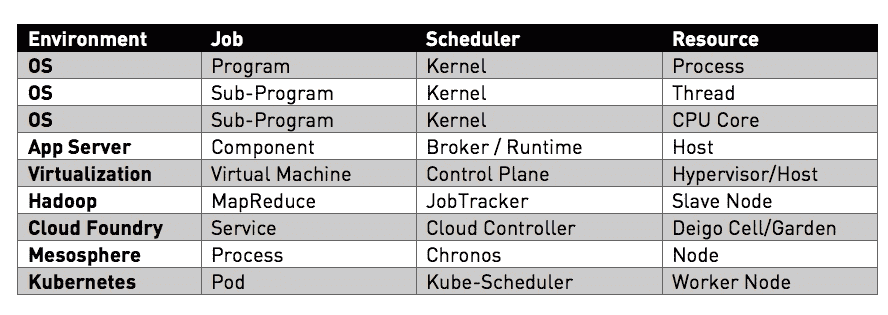 Environment Job Scheduler Resource
OS Program Kernel Process
OS Sub-Program Kernel Thread
OS Sub-Program Kernel CPU Core
App Server Component Broker / Runtime Host
Virtualization Virtual Machine Control Plane Hypervisor/Host
Hadoop MapReduce JobTracker Slave Node
Cloud Foundry Service Cloud Controller Deigo Cell/Garden
Mesosphere Process Chronos Node
Kubernetes Pod Kube-Scheduler Worker Node